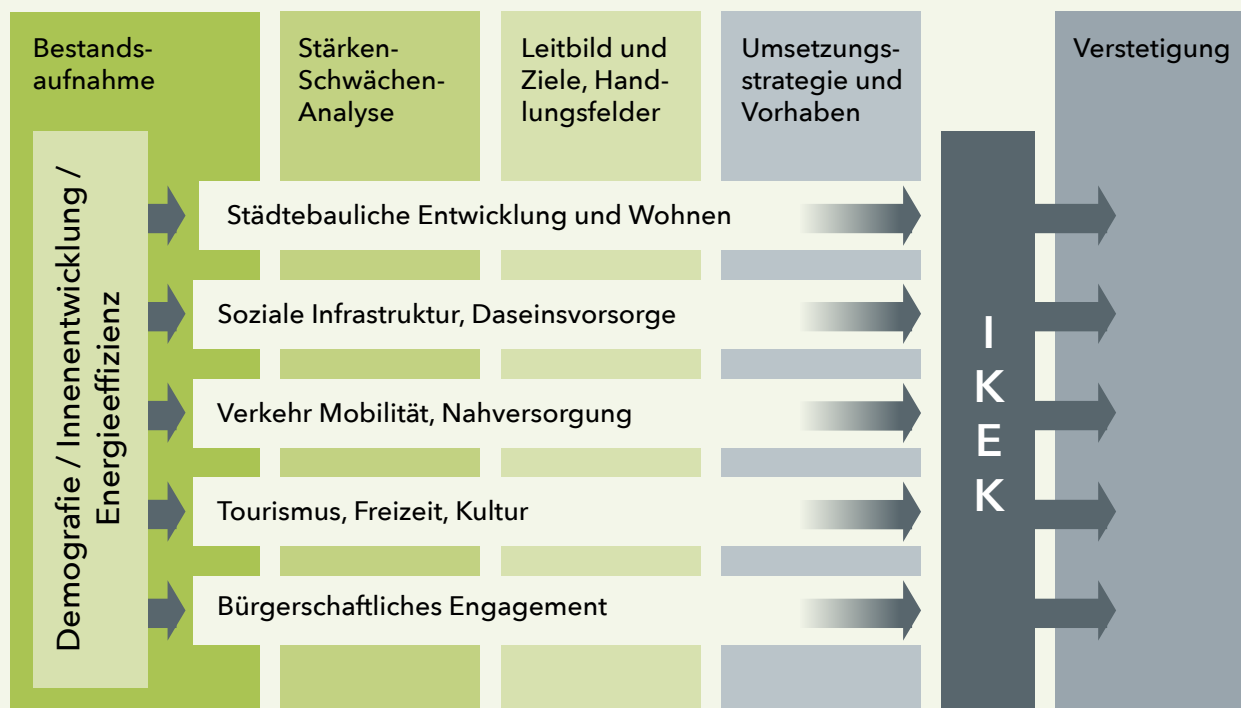 Bestands-
aufnahme
Stärken-
Schwächen-
Analyse
Leitbild und
Ziele, Hand-
lungsfelder
Umsetzungs-
strategie und
Vorhaben
Verstetigung
Demografie / Innenentwicklung /
Energieeffizienz
Städtebauliche Entwicklung und Wohnen
Soziale Infrastruktur, Daseinsvorsorge
Verkehr Mobilität, Nahversorgung
Tourismus, Freizeit, Kultur
Bürgerschaftliches Engagement
I
K
E
K